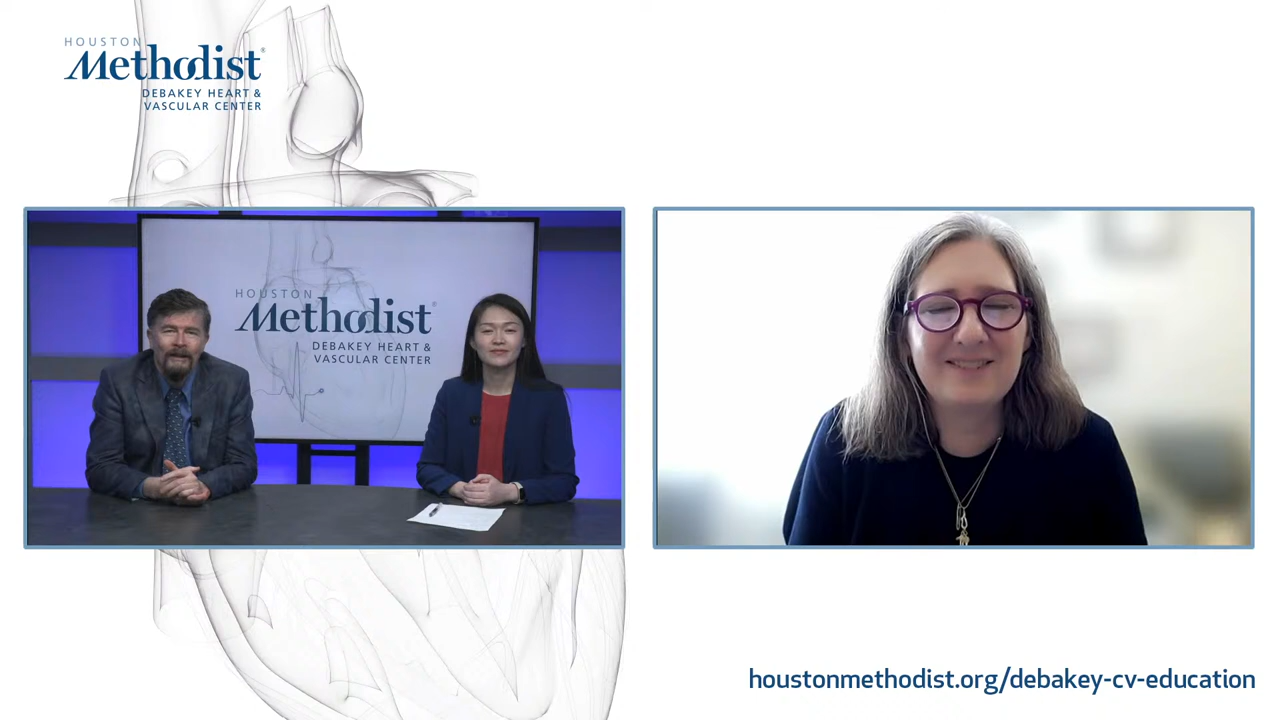 HOUSTON
Methodist®
DEBAKEY HEART &
VASCULAR CENTER
HOUSTON
Methodist®
DEBAKEY HEART &
VASCULAR CENTER
houstonmethodist.org/debakey-cv-education